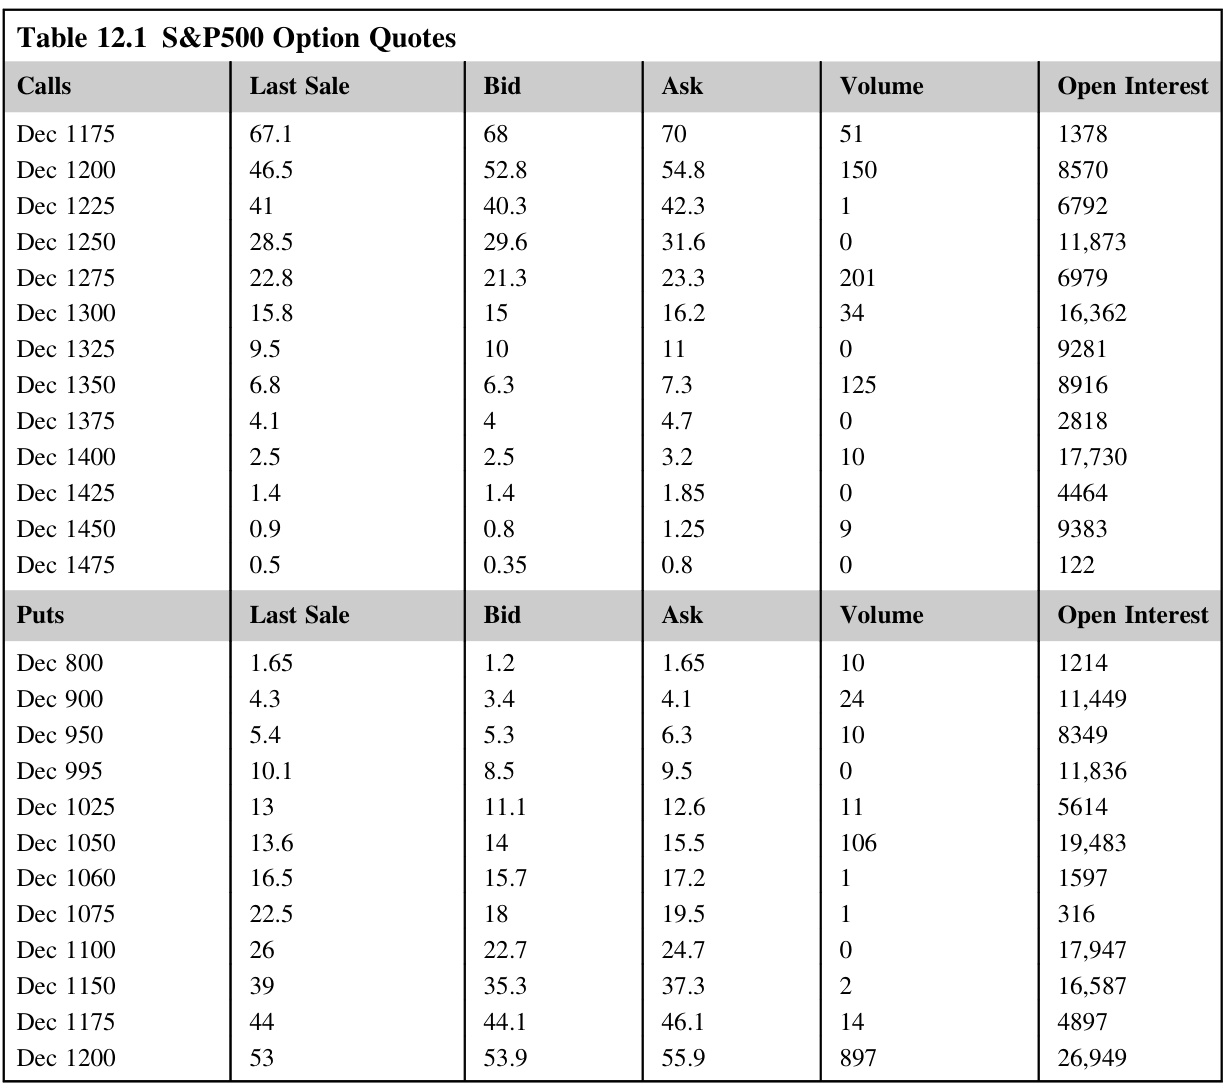 Table 12.1 S&P500 Option Quotes
Calls Last Sale Bid Ask Volume Open Interest
Dec 1175 67.1 68 70 51 1378
Dec 1200 46.5 52.8 54.8 150 8570
Dec 1225 41 40.3 42.3 1 6792
Dec 1250 28.5 29.6 31.6 0 11,873
Dec 1275 22.8 21.3 23.3 201 6979
Dec 1300 15.8 15 16.2 34 16,362
Dec 1325 9.5 10 11 0 9281
Dec 1350 6.8 6.3 7.3 125 8916
Dec 1375 4.1 4 4.7 0 2818
Dec 1400 2.5 2.5 3.2 10 17,730
Dec 1425 1.4 1.4 1.85 0 4464
Dec 1450 0.9 0.8 1.25 9 9383
Dec 1475 0.5 0.35 0.8 0 122
Puts Last Sale Bid Ask Volume Open Interest
Dec 800 1.65 1.2 1.65 10 1214
Dec 900 4.3 3.4 4.1 24 11,449
Dec 950 5.4 5.3 6.3 10 8349
Dec 995 10.1 8.5 9.5 0 11,836
Dec 1025 13 11.1 12.6 11 5614
Dec 1050 13.6 14 15.5 106 19,483
Dec 1060 16.5 15.7 17.2 1 1597
Dec 1075 22.5 18 19.5 1 316
Dec 1100 26 22.7 24.7 0 17,947
Dec 1150 39 35.3 37.3 2 16,587
Dec 1175 44 44.1 46.1 14 4897
Dec 1200 53 53.9 55.9 897 26,949